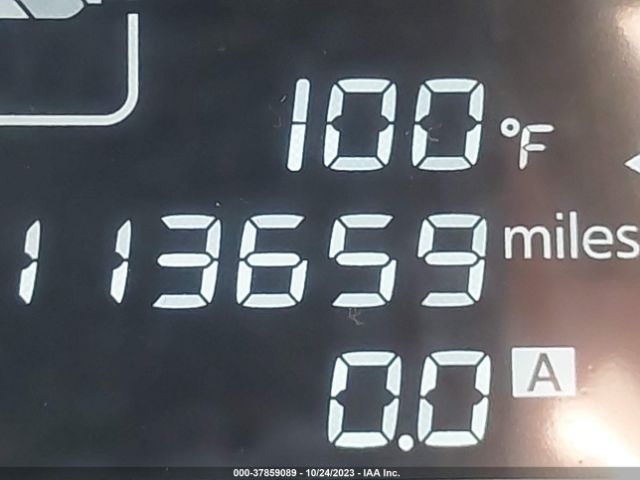 100 °F
113659 miles
0.0 A
000-37859089 - 10/24/2023 - IAA Inc.